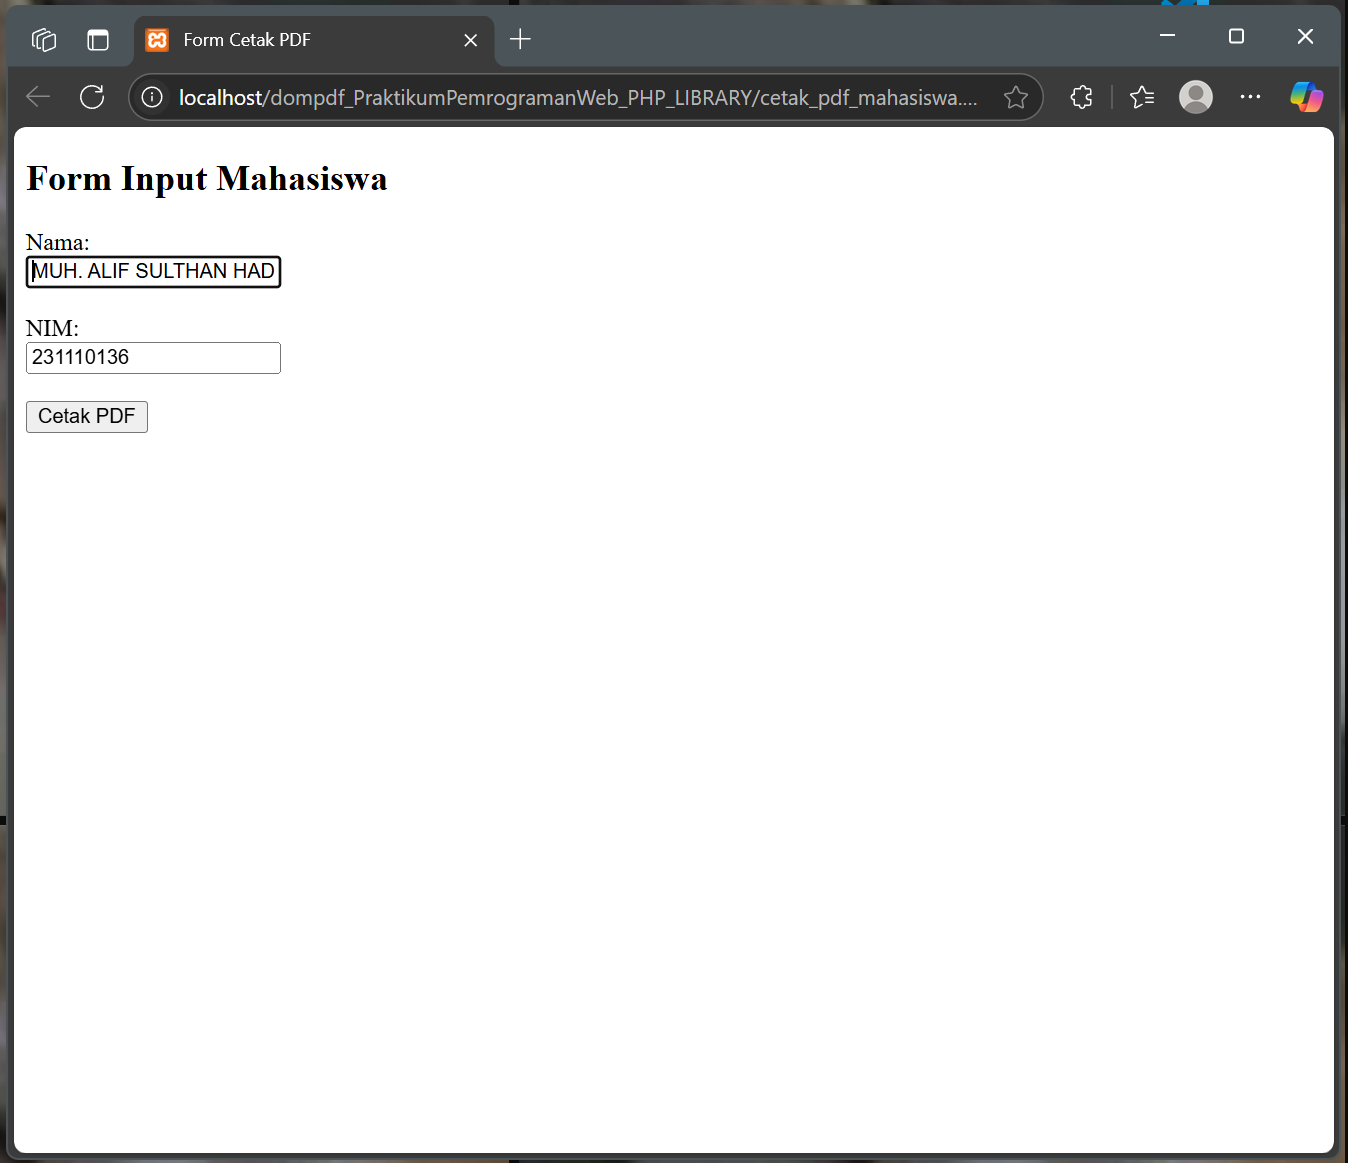 Form Cetak PDF
localhost/dompdf_PraktikumPemrogramanWeb_PHP_LIBRARY/cetak_pdf_mahasiswa....
Form Input Mahasiswa
Nama:
MUH. ALIF SULTHAN HAD
NIM:
231110136
Cetak PDF